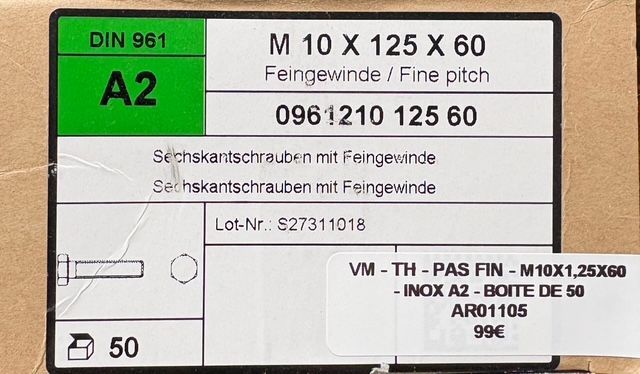 DIN 961
A2
M 10 X 125 X 60
Feingewinde / Fine pitch
0961210 125 60
Sechskantschrauben mit Feingewinde
Sechskantschrauben mit Feingewinde
Lot-Nr.: S27311018
50
VM - TH - PAS FIN - M10X1,25X60
- INOX A2 - BOITE DE 50
AR01105
99€